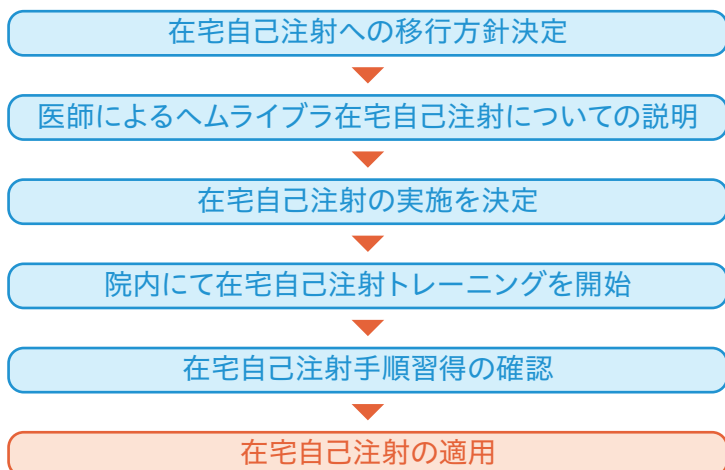 在宅自己注射への移行方針決定
医師によるヘムライブラ在宅自己注射についての説明
在宅自己注射の実施を決定
院内にて在宅自己注射トレーニングを開始
在宅自己注射手順習得の確認
在宅自己注射の適用